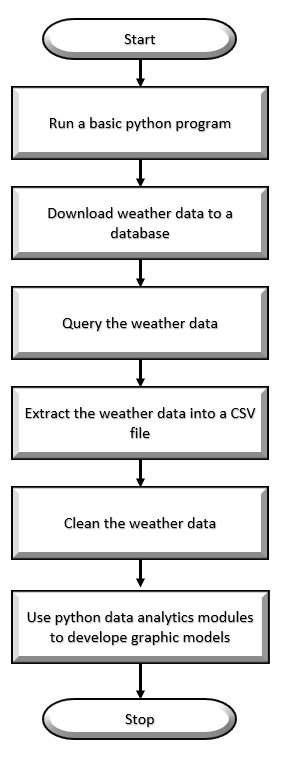 Start
Run a basic python program
Download weather data to a
database
Query the weather data
Extract the weather data into a CSV
file
Clean the weather data
Use python data analytics modules
to develope graphic models
Stop